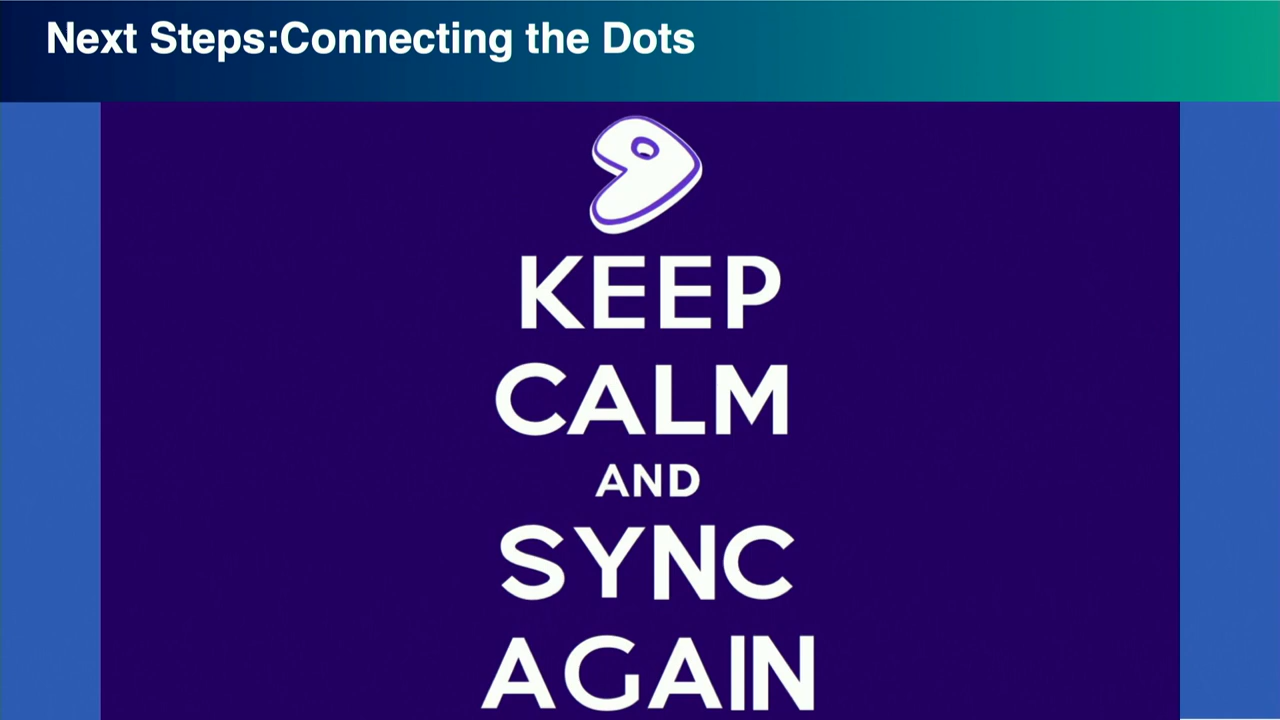 Next Steps:Connecting the Dots
KEEP
CALM
AND
SYNC
AGAIN